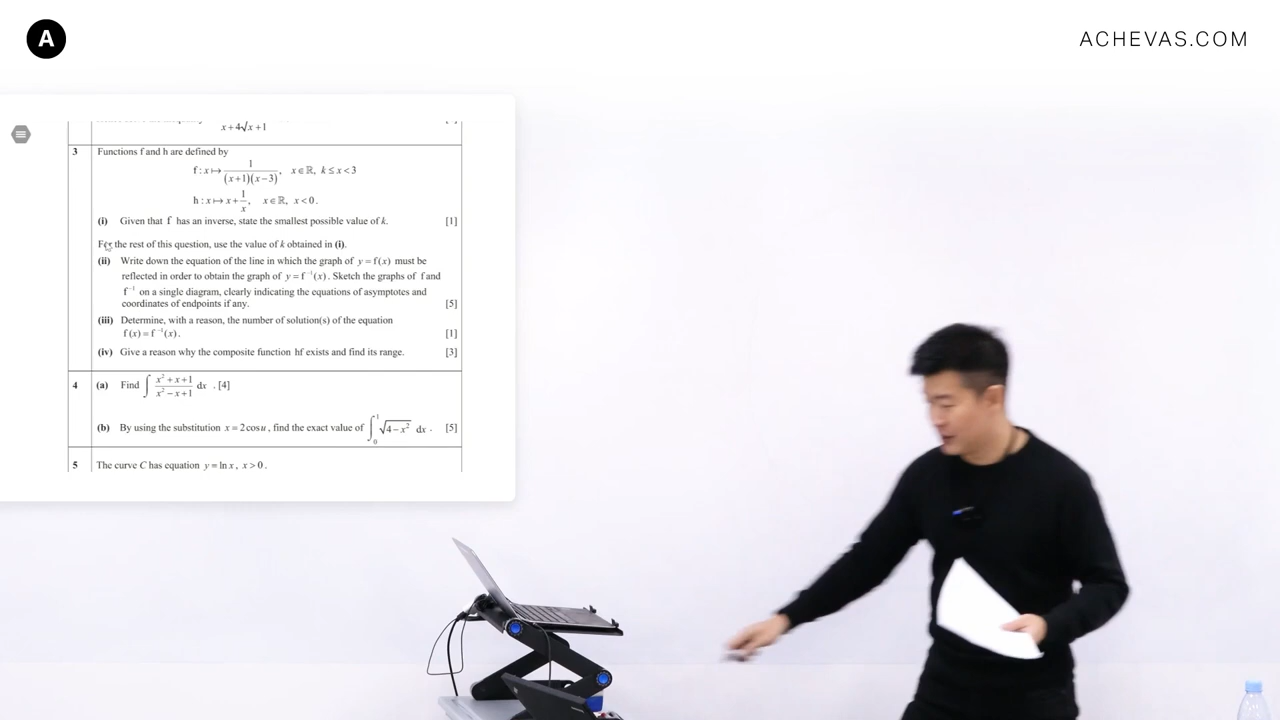 A
ACHEVAS.COM
x+4√x+1
3 Functions f and h are defined by
f : x ↦ 1/((x+1)(x−3)), x∈ℝ, k ≤ x < 3
h : x ↦ x + 1/x, x∈ℝ, x<0.
(i) Given that f has an inverse, state the smallest possible value of k. [1]
For the rest of this question, use the value of k obtained in (i).
(ii) Write down the equation of the line in which the graph of y = f(x) must be
reflected in order to obtain the graph of y = f⁻¹(x). Sketch the graphs of f and
f⁻¹ on a single diagram, clearly indicating the equations of asymptotes and
coordinates of endpoints if any. [5]
(iii) Determine, with a reason, the number of solution(s) of the equation
f(x) = f⁻¹(x). [1]
(iv) Give a reason why the composite function hf exists and find its range. [3]
4 (a) Find ∫ (x²+x+1)/(x²−x+1) dx . [4]
(b) By using the substitution x = 2cosu, find the exact value of ∫₀¹ √(4−x²) dx . [5]
5 The curve C has equation y = ln x, x > 0.